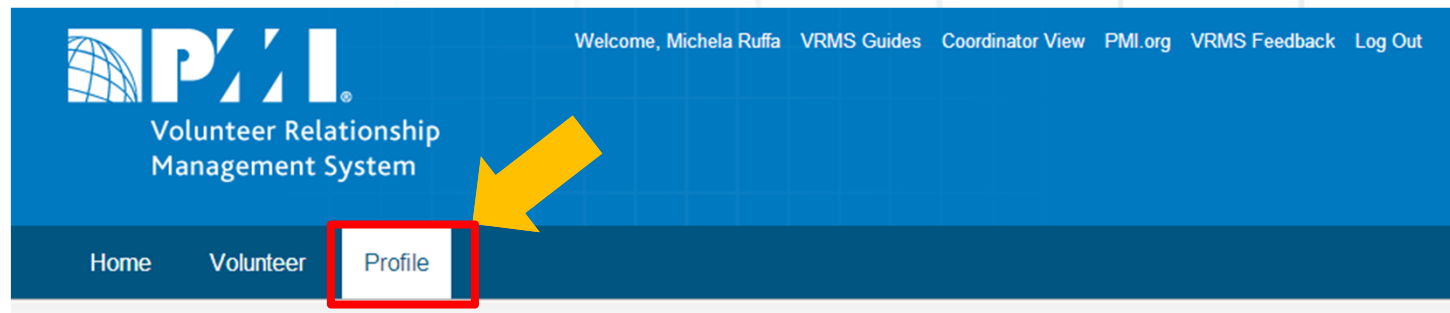 Welcome, Michela Ruffa VRMS Guides Coordinator View PMI.org VRMS Feedback Log Out
PMI®
Volunteer Relationship
Management System
Home Volunteer Profile